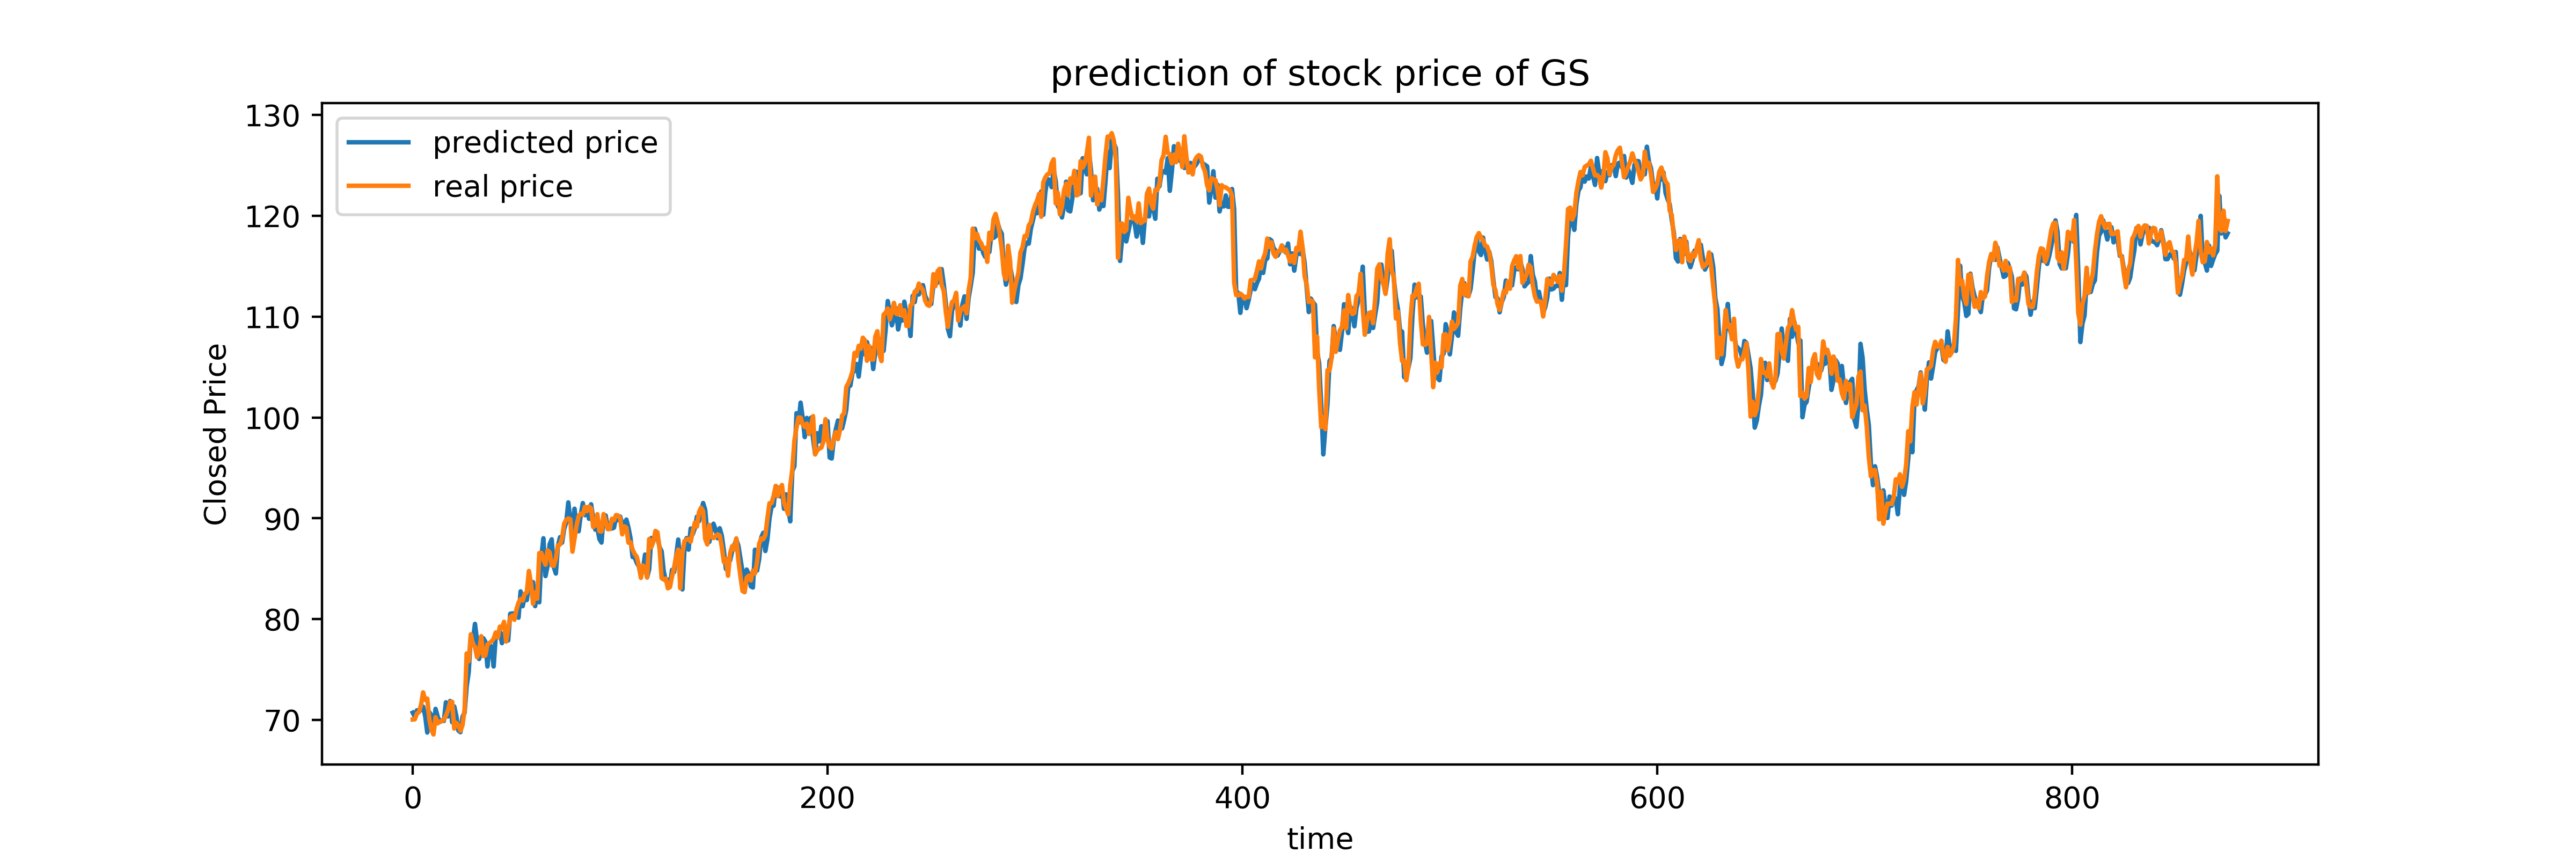 prediction of stock price of GS
predicted price
real price
Closed Price
130
120
110
100
90
80
70
0 200 400 600 800
time